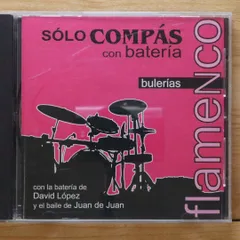 SÓLO COMPÁS
con batería
bulerías
flameNCO
con la batería de
David López
y el baile de Juan de Juan